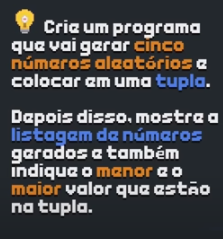 Crie um programa
que vai gerar cinco
números aleatórios e
colocar em uma tupla.
Depois disso, mostre a
listagem de números
gerados e também
indique o menor e o
maior valor que estão
na tupla.